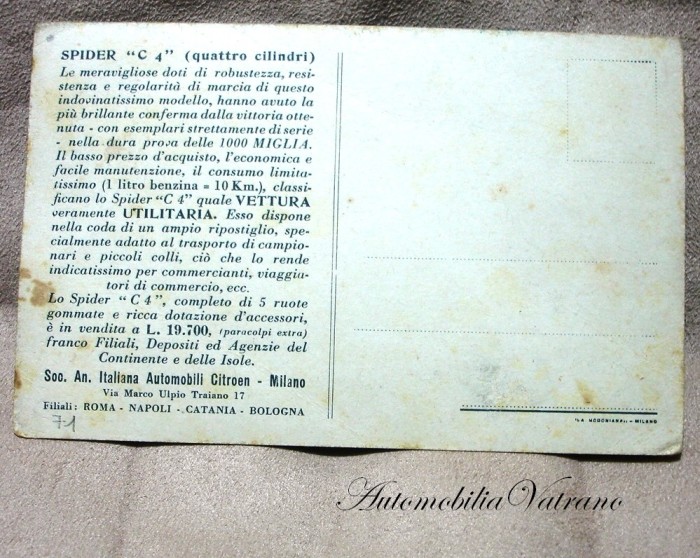 SPIDER "C 4" (quattro cilindri)
Le meravigliose doti di robustezza, resi-
stenza e regolarità di marcia di questo
indovinatissimo modello, hanno avuto la
più brillante conferma dalla vittoria otte-
nuta - con esemplari strettamente di serie
- nella dura prova delle 1000 MIGLIA.
Il basso prezzo d'acquisto, l'economica e
facile manutenzione, il consumo limita-
tissimo (1 litro benzina = 10 Km.), classi-
ficano lo Spider "C 4" quale VETTURA
veramente UTILITARIA. Esso dispone
nella coda di un ampio ripostiglio, spe-
cialmente adatto al trasporto di campio-
nari e piccoli colli, ciò che lo rende
indicatissimo per commercianti, viaggia-
tori di commercio, ecc.
Lo Spider "C 4", completo di 5 ruote
gommate e ricca dotazione d'accessori,
è in vendita a L. 19.700, (paracolpi extra)
franco Filiali, Depositi ed Agenzie del
Continente e delle Isole.
Soc. An. Italiana Automobili Citroen - Milano
Via Marco Ulpio Traiano 17
Filiali: ROMA - NAPOLI - CATANIA - BOLOGNA
71
MILANO
AutomobiliaVatrano